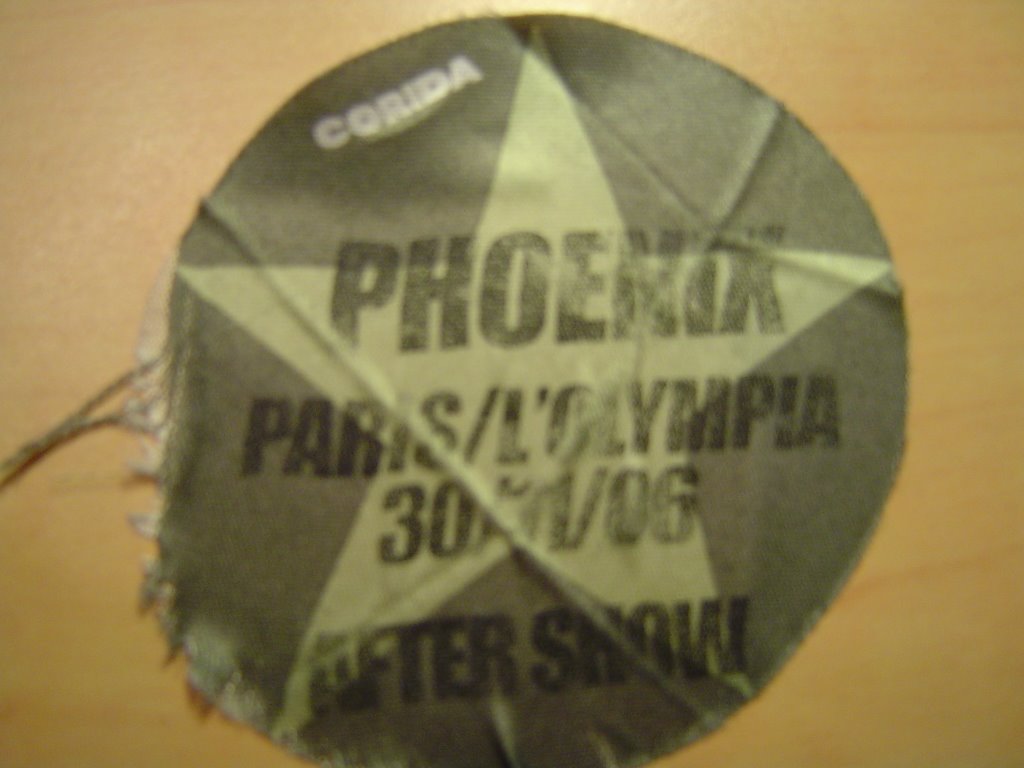 CORIDA
PHOENIX
PARIS/L'OLYMPIA
AFTER SHOW